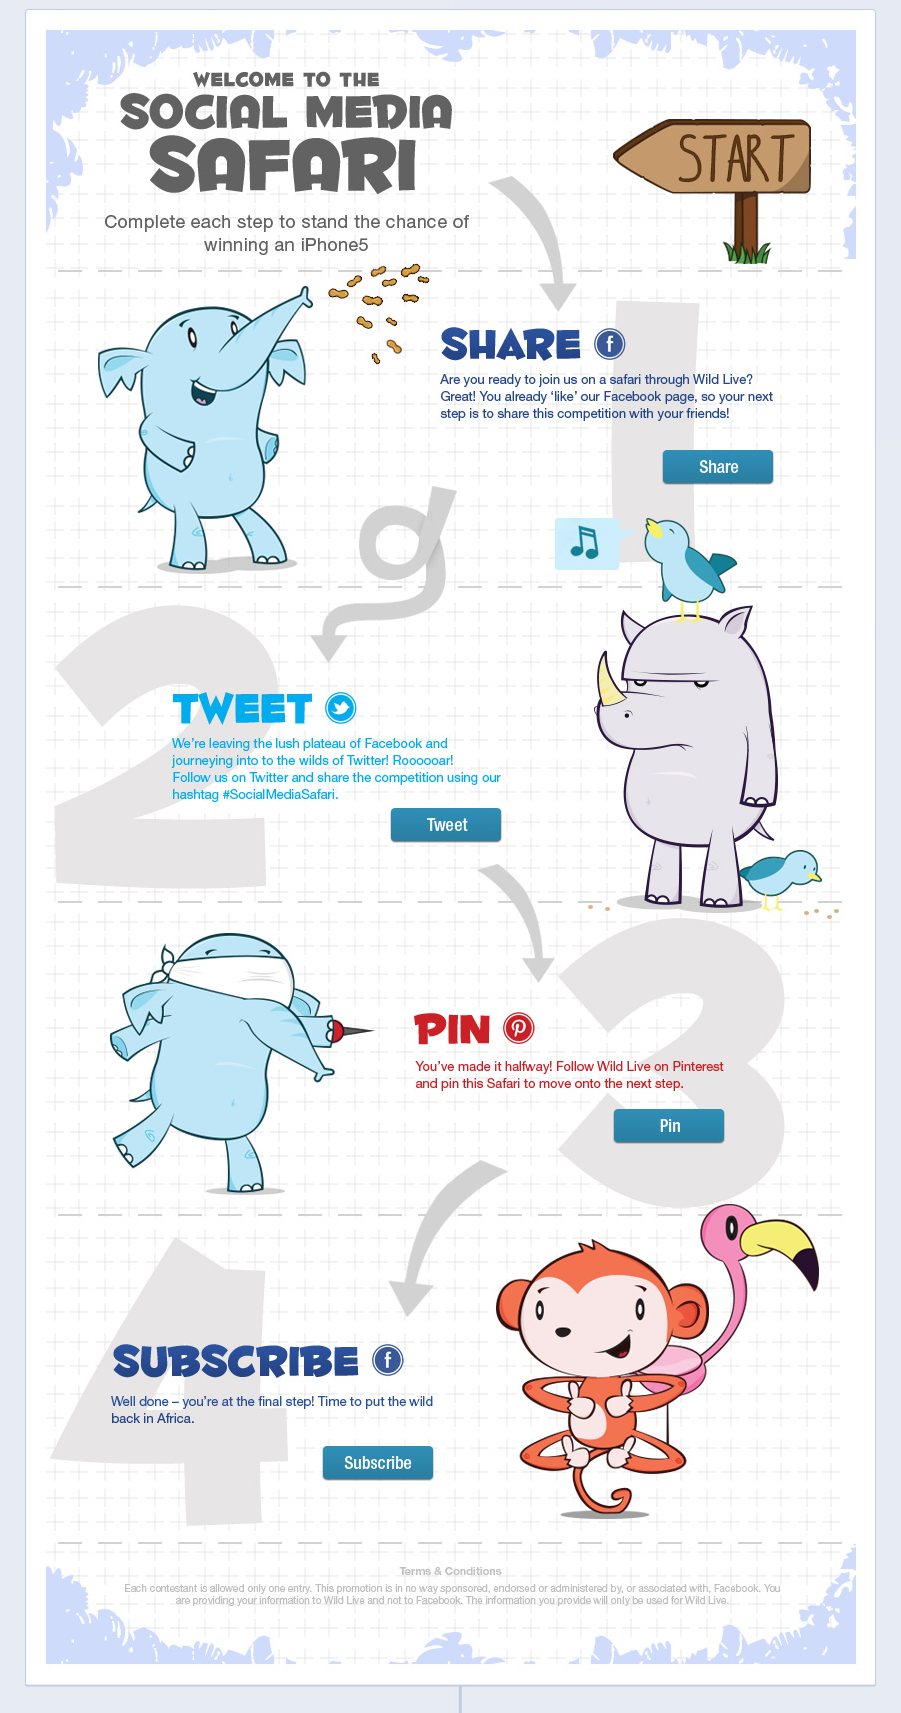 WELCOME TO THE
SOCIAL MEDIA
SAFARI
Complete each step to stand the chance of
winning an iPhone5
START
1
SHARE f
Are you ready to join us on a safari through Wild Live?
Great! You already ‘like’ our Facebook page, so your next
step is to share this competition with your friends!
Share
2
TWEET
We’re leaving the lush plateau of Facebook and
journeying into to the wilds of Twitter! Roooooar!
Follow us on Twitter and share the competition using our
hashtag #SocialMediaSafari.
Tweet
3
PIN
You’ve made it halfway! Follow Wild Live on Pinterest
and pin this Safari to move onto the next step.
Pin
4
SUBSCRIBE f
Well done – you’re at the final step! Time to put the wild
back in Africa.
Subscribe
Terms & Conditions
Each contestant is allowed only one entry. This promotion is in no way sponsored, endorsed or administered by, or associated with, Facebook. You
are providing your information to Wild Live and not to Facebook. The information you provide will only be used for Wild Live.